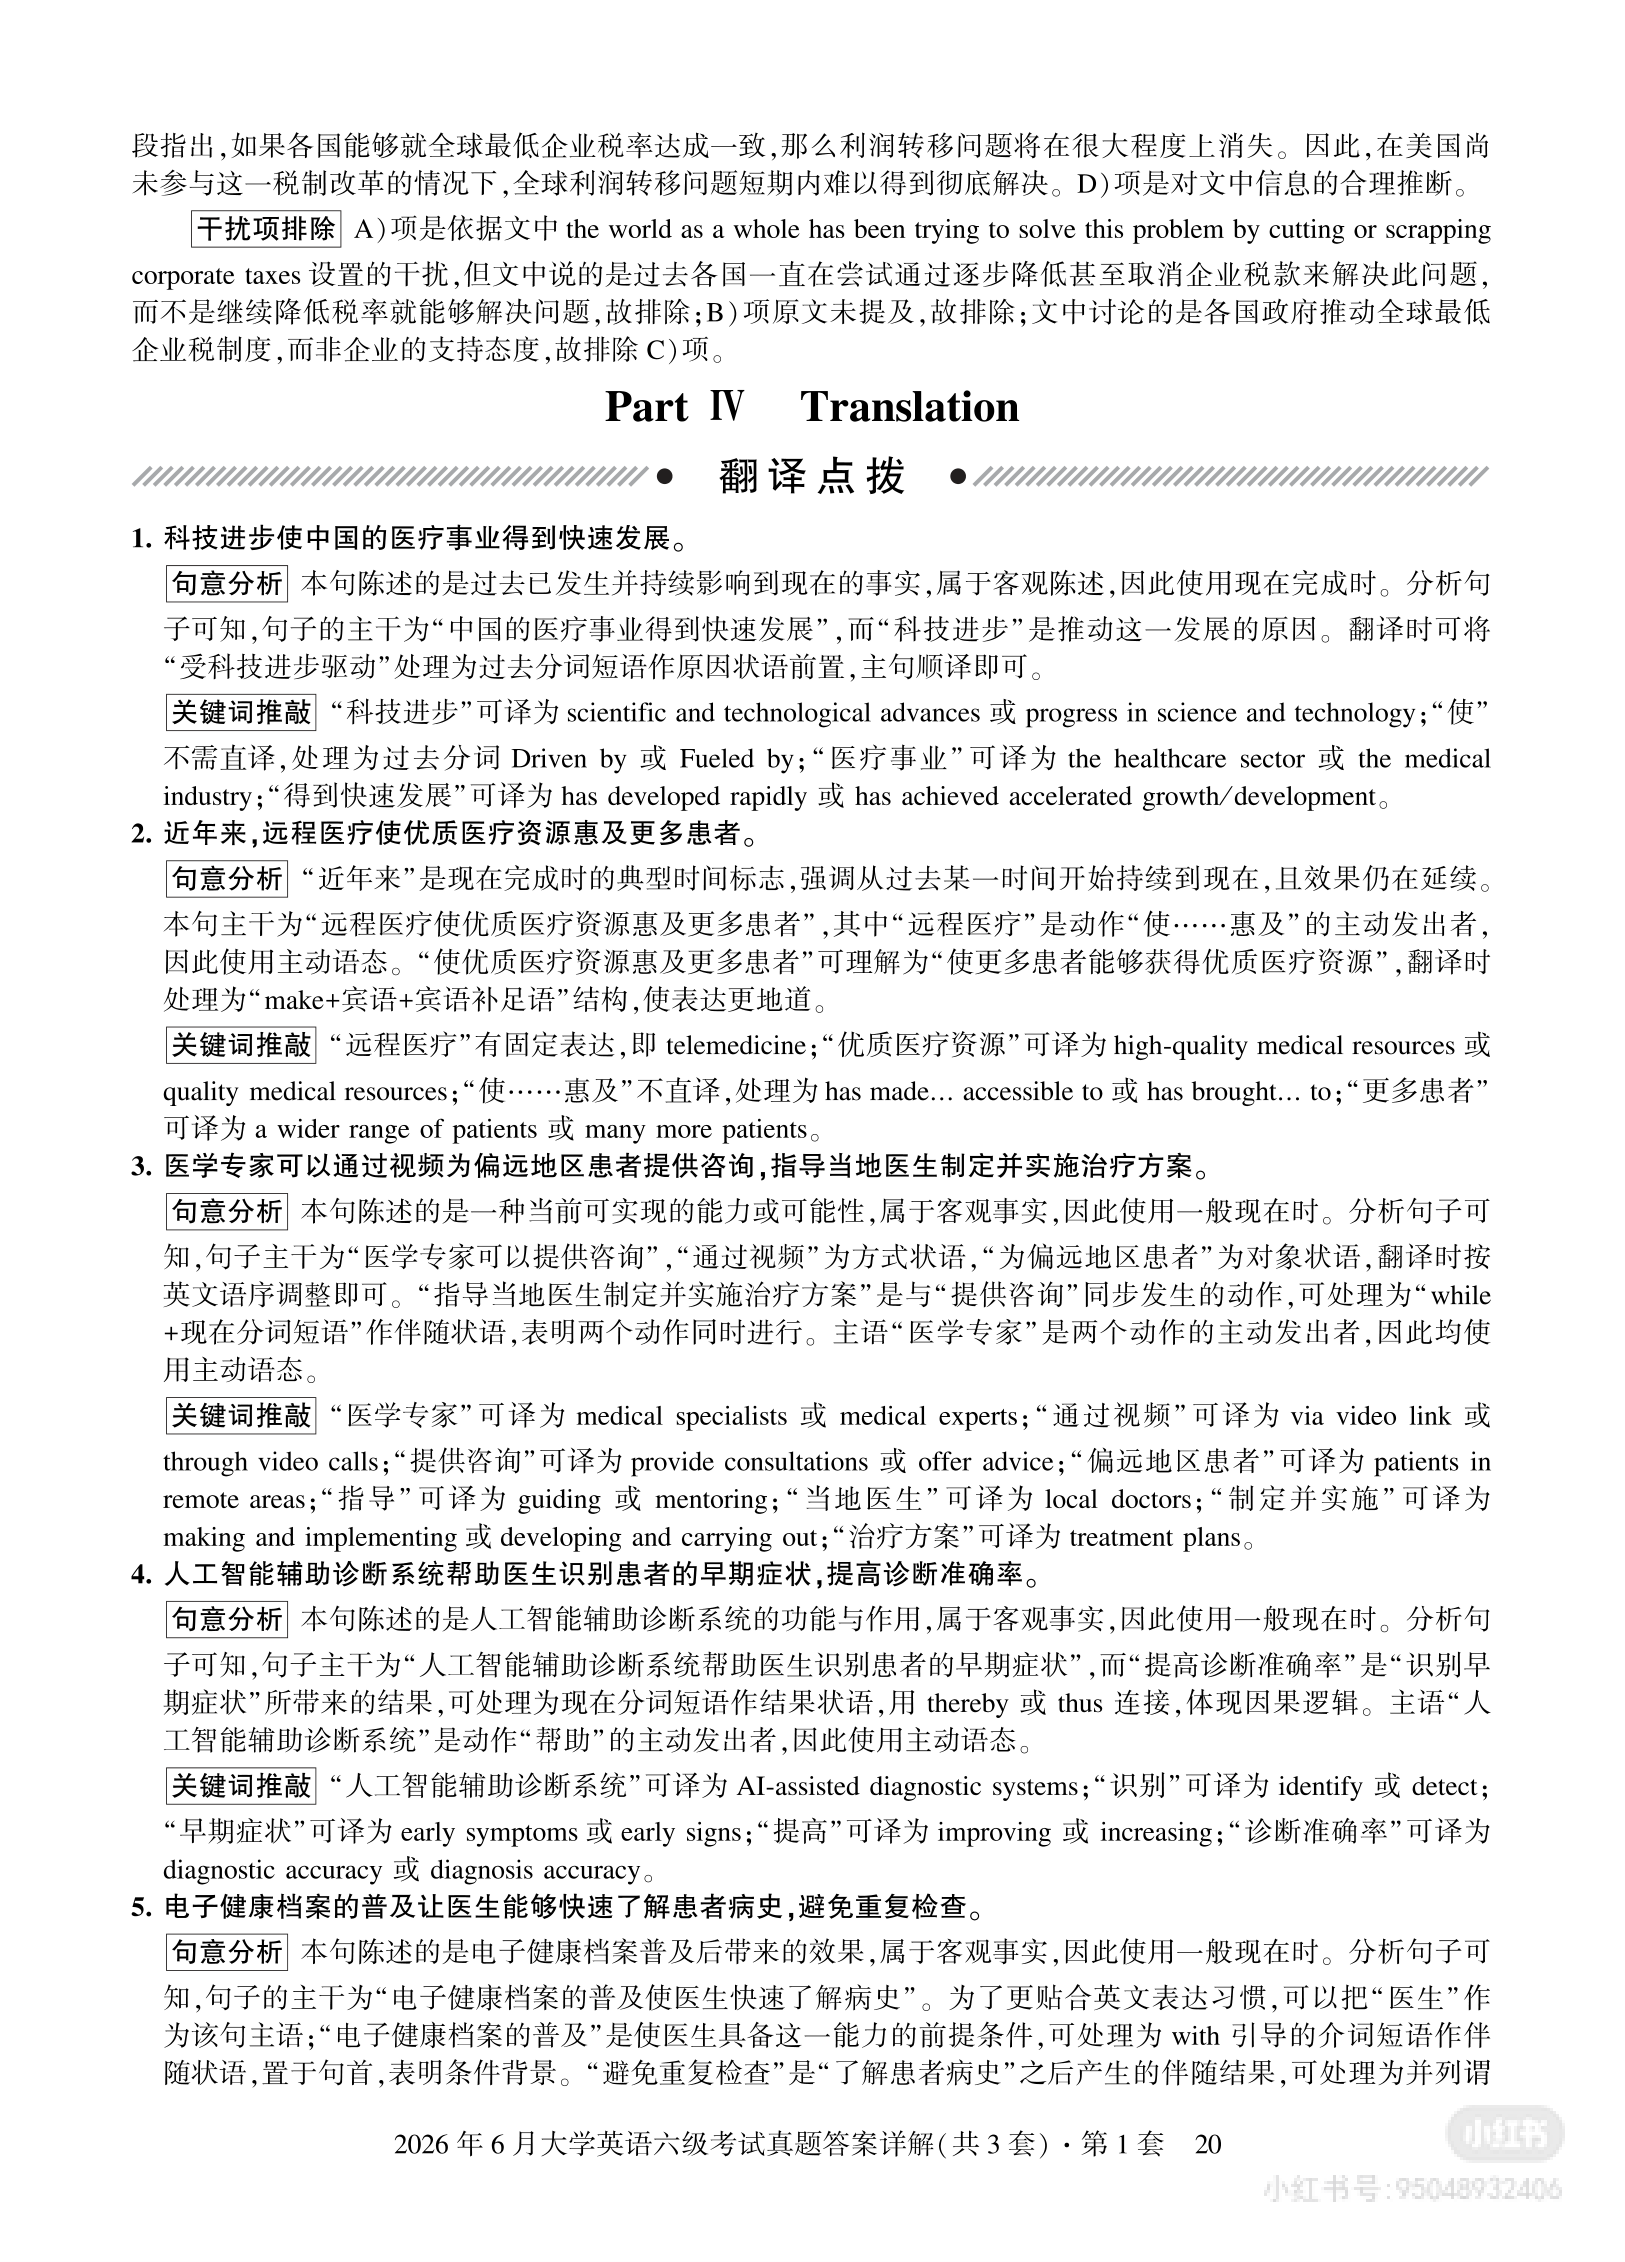 段指出,如果各国能够就全球最低企业税率达成一致,那么利润转移问题将在很大程度上消失。因此,在美国尚
未参与这一税制改革的情况下,全球利润转移问题短期内难以得到彻底解决。D)项是对文中信息的合理推断。
干扰项排除 A)项是依据文中 the world as a whole has been trying to solve this problem by cutting or scrapping
corporate taxes 设置的干扰,但文中说的是过去各国一直在尝试通过逐步降低甚至取消企业税款来解决此问题,
而不是继续降低税率就能够解决问题,故排除;B)项原文未提及,故排除;文中讨论的是各国政府推动全球最低
企业税制度,而非企业的支持态度,故排除 C)项。
Part Ⅳ Translation
翻译点拨
1. 科技进步使中国的医疗事业得到快速发展。
句意分析 本句陈述的是过去已发生并持续影响到现在的事实,属于客观陈述,因此使用现在完成时。分析句
子可知,句子的主干为“中国的医疗事业得到快速发展”,而“科技进步”是推动这一发展的原因。翻译时可将
“受科技进步驱动”处理为过去分词短语作原因状语前置,主句顺译即可。
关键词推敲 “科技进步”可译为 scientific and technological advances 或 progress in science and technology;“使”
不需直译,处理为过去分词 Driven by 或 Fueled by;“医疗事业”可译为 the healthcare sector 或 the medical
industry;“得到快速发展”可译为 has developed rapidly 或 has achieved accelerated growth/development。
2. 近年来,远程医疗使优质医疗资源惠及更多患者。
句意分析 “近年来”是现在完成时的典型时间标志,强调从过去某一时间开始持续到现在,且效果仍在延续。
本句主干为“远程医疗使优质医疗资源惠及更多患者”,其中“远程医疗”是动作“使……惠及”的主动发出者,
因此使用主动语态。“使优质医疗资源惠及更多患者”可理解为“使更多患者能够获得优质医疗资源”,翻译时
处理为“make+宾语+宾语补足语”结构,使表达更地道。
关键词推敲 “远程医疗”有固定表达,即 telemedicine;“优质医疗资源”可译为 high-quality medical resources 或
quality medical resources;“使……惠及”不直译,处理为 has made... accessible to 或 has brought... to;“更多患者”
可译为 a wider range of patients 或 many more patients。
3. 医学专家可以通过视频为偏远地区患者提供咨询,指导当地医生制定并实施治疗方案。
句意分析 本句陈述的是一种当前可实现的能力或可能性,属于客观事实,因此使用一般现在时。分析句子可
知,句子主干为“医学专家可以提供咨询”,“通过视频”为方式状语,“为偏远地区患者”为对象状语,翻译时按
英文语序调整即可。“指导当地医生制定并实施治疗方案”是与“提供咨询”同步发生的动作,可处理为“while
+现在分词短语”作伴随状语,表明两个动作同时进行。主语“医学专家”是两个动作的主动发出者,因此均使
用主动语态。
关键词推敲 “医学专家”可译为 medical specialists 或 medical experts;“通过视频”可译为 via video link 或
through video calls;“提供咨询”可译为 provide consultations 或 offer advice;“偏远地区患者”可译为 patients in
remote areas;“指导”可译为 guiding 或 mentoring;“当地医生”可译为 local doctors;“制定并实施”可译为
making and implementing 或 developing and carrying out;“治疗方案”可译为 treatment plans。
4. 人工智能辅助诊断系统帮助医生识别患者的早期症状,提高诊断准确率。
句意分析 本句陈述的是人工智能辅助诊断系统的功能与作用,属于客观事实,因此使用一般现在时。分析句
子可知,句子主干为“人工智能辅助诊断系统帮助医生识别患者的早期症状”,而“提高诊断准确率”是“识别早
期症状”所带来的结果,可处理为现在分词短语作结果状语,用 thereby 或 thus 连接,体现因果逻辑。主语“人
工智能辅助诊断系统”是动作“帮助”的主动发出者,因此使用主动语态。
关键词推敲 “人工智能辅助诊断系统”可译为 AI-assisted diagnostic systems;“识别”可译为 identify 或 detect;
“早期症状”可译为 early symptoms 或 early signs;“提高”可译为 improving 或 increasing;“诊断准确率”可译为
diagnostic accuracy 或 diagnosis accuracy。
5. 电子健康档案的普及让医生能够快速了解患者病史,避免重复检查。
句意分析 本句陈述的是电子健康档案普及后带来的效果,属于客观事实,因此使用一般现在时。分析句子可
知,句子的主干为“电子健康档案的普及使医生快速了解病史”。为了更贴合英文表达习惯,可以把“医生”作
为该句主语;“电子健康档案的普及”是使医生具备这一能力的前提条件,可处理为 with 引导的介词短语作伴
随状语,置于句首,表明条件背景。“避免重复检查”是“了解患者病史”之后产生的伴随结果,可处理为并列谓
2026 年 6 月大学英语六级考试真题答案详解(共 3 套)·第 1 套 20
小红书
小红书号:95048932406